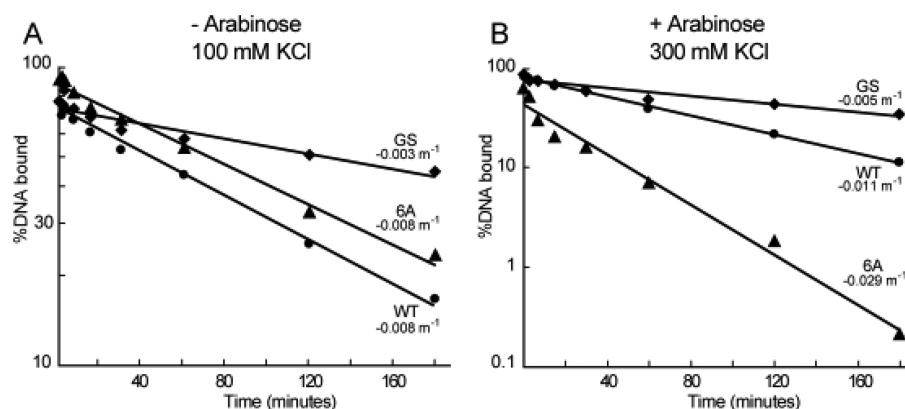 A
- Arabinose
100 mM KCl
100
30
10
%DNA bound
GS
-0.003 m⁻¹
6A
-0.008 m⁻¹
WT
-0.008 m⁻¹
40 80 120 160
Time (minutes)
B
+ Arabinose
300 mM KCl
100
10
1
0.1
%DNA bound
GS
-0.005 m⁻¹
WT
-0.011 m⁻¹
6A
-0.029 m⁻¹
0 40 80 120 160
Time (minutes)